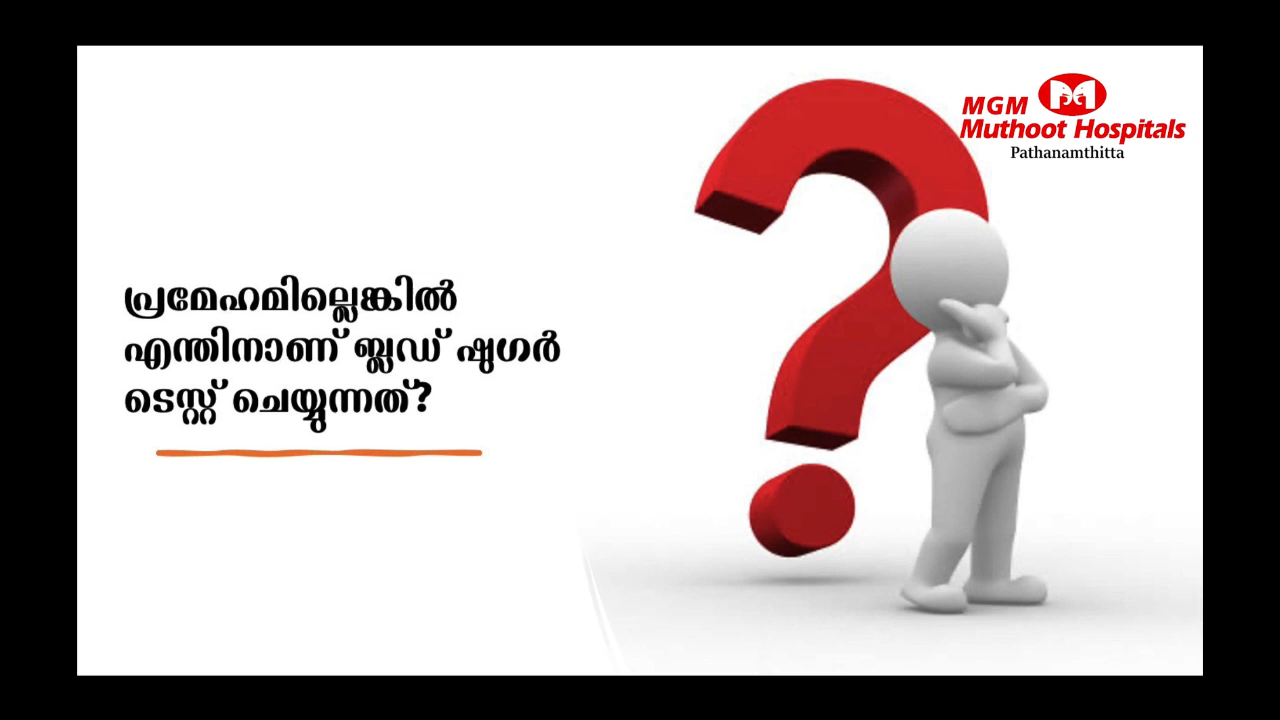 MGM
Muthoot Hospitals
Pathanamthitta
പ്രമേഹമില്ലെങ്കിൽ
എന്തിനാണ് ബ്ലഡ് ഷുഗർ
ടെസ്റ്റ് ചെയ്യുന്നത്?